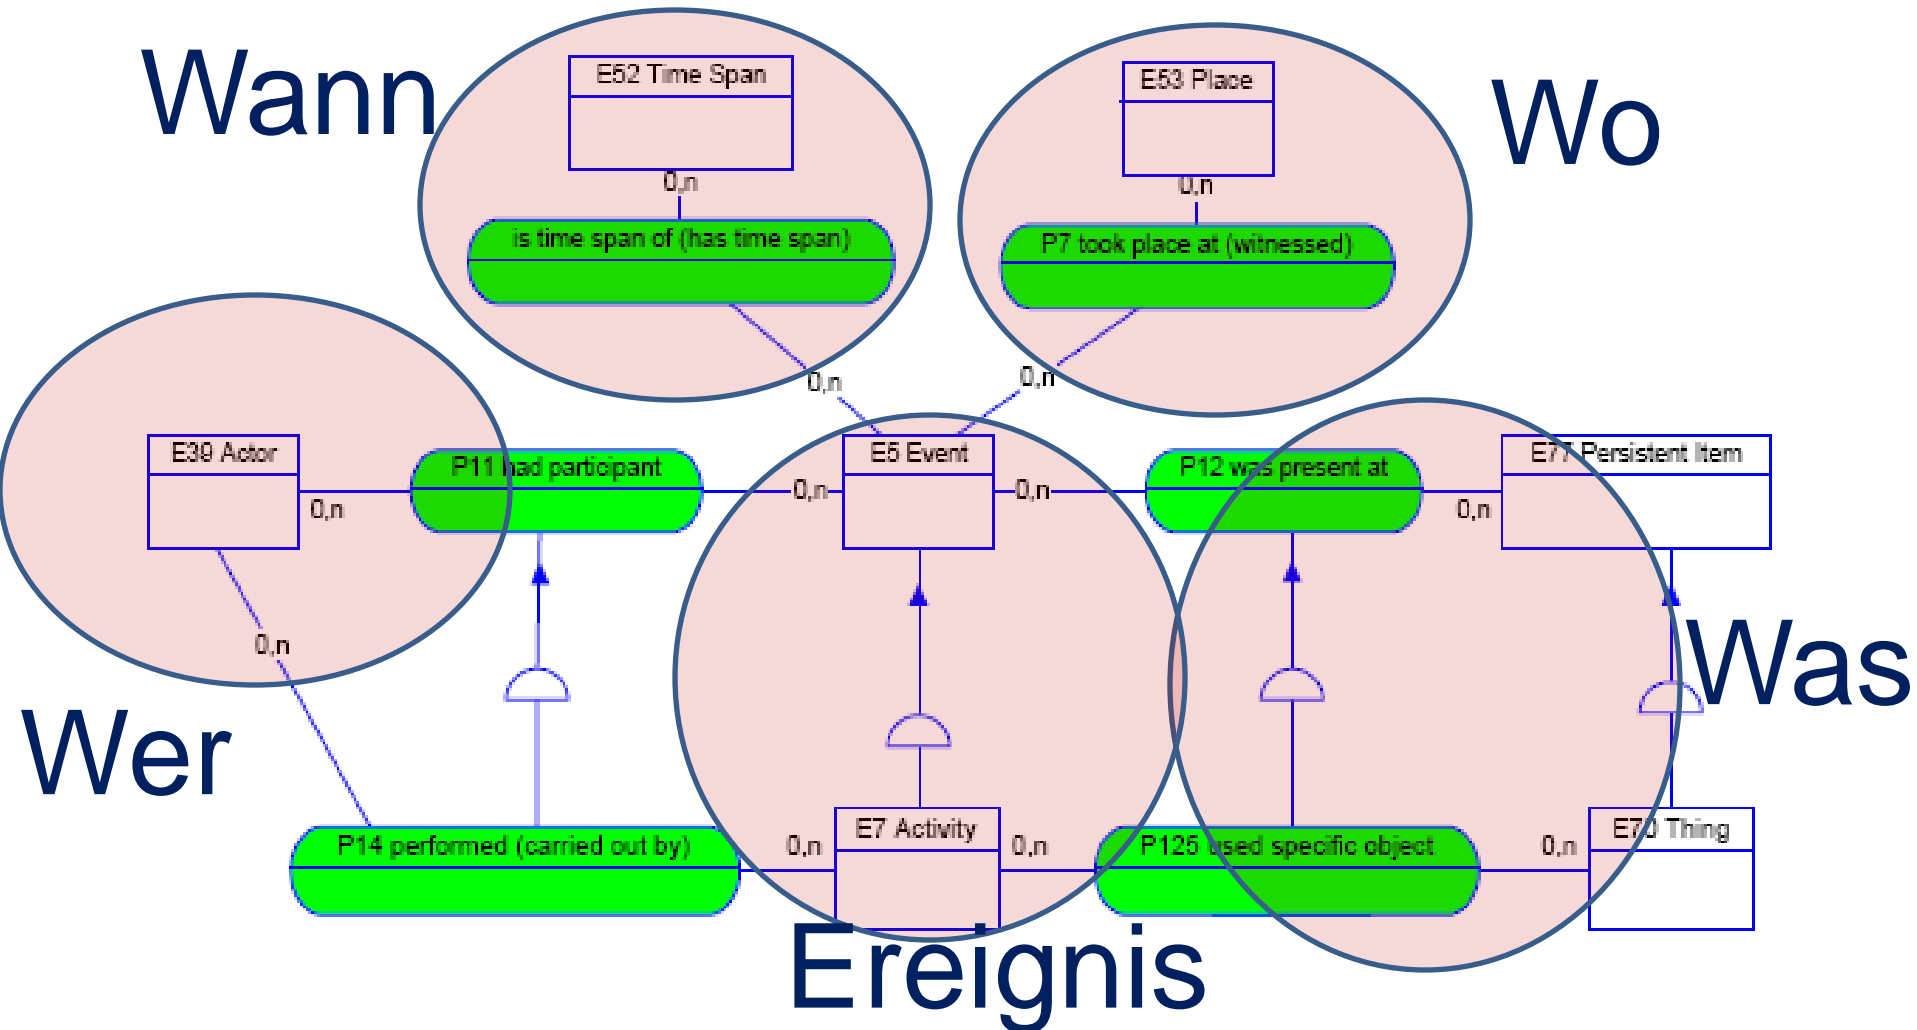 Wann
E52 Time Span
0,n
is time span of (has time span)
0,n
E53 Place
0,n
P7 took place at (witnessed)
0,n
Wo
E39 Actor
0,n
0,n
P11 had participant
0,n
E5 Event
0,n
P12 was present at
0,n
E77 Persistent Item
Wer
Was
P14 performed (carried out by)
0,n
E7 Activity
0,n
P125 used specific object
0,n
E70 Thing
Ereignis